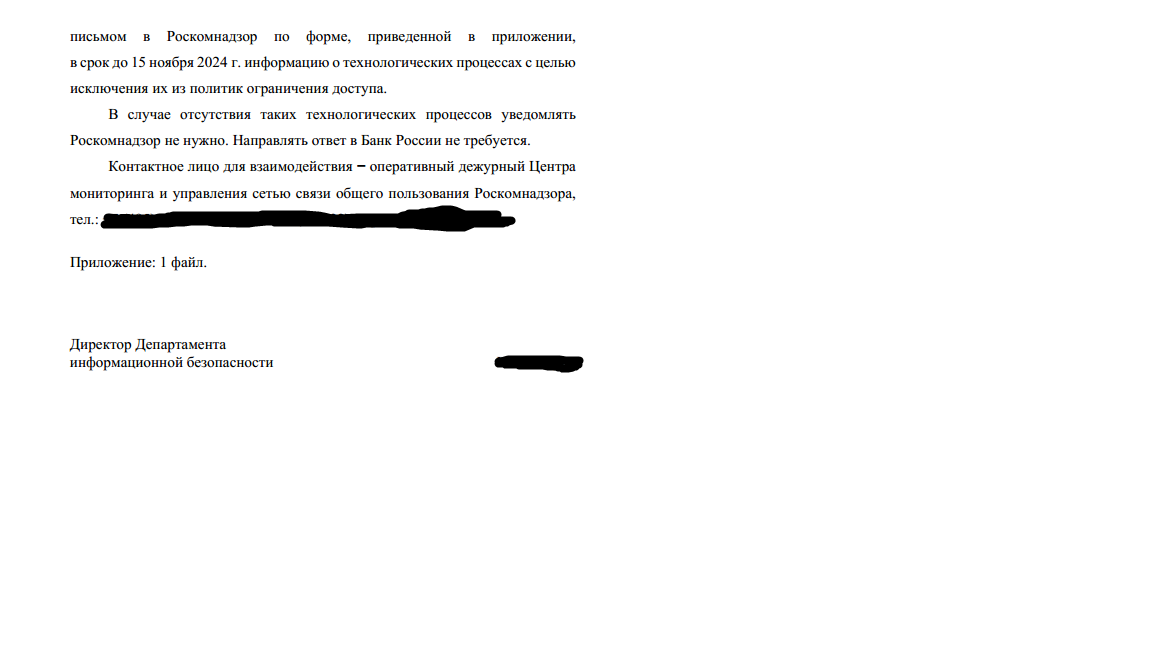 письмом в Роскомнадзор по форме, приведенной в приложении,
в срок до 15 ноября 2024 г. информацию о технологических процессах с целью
исключения их из политик ограничения доступа.
В случае отсутствия таких технологических процессов уведомлять
Роскомнадзор не нужно. Направлять ответ в Банк России не требуется.
Контактное лицо для взаимодействия – оперативный дежурный Центра
мониторинга и управления сетью связи общего пользования Роскомнадзора,
тел.:
Приложение: 1 файл.
Директор Департамента
информационной безопасности